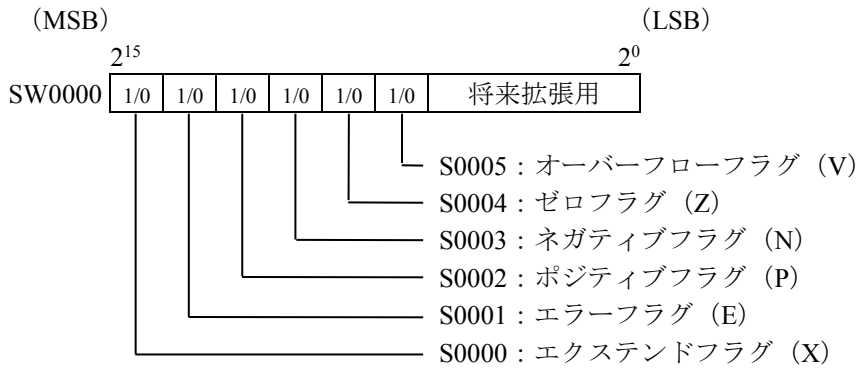 （MSB） （LSB）
2¹⁵ 2⁰
SW0000 1/0 1/0 1/0 1/0 1/0 1/0 将来拡張用
S0005：オーバーフローフラグ（V）
S0004：ゼロフラグ（Z）
S0003：ネガティブフラグ（N）
S0002：ポジティブフラグ（P）
S0001：エラーフラグ（E）
S0000：エクステンドフラグ（X）